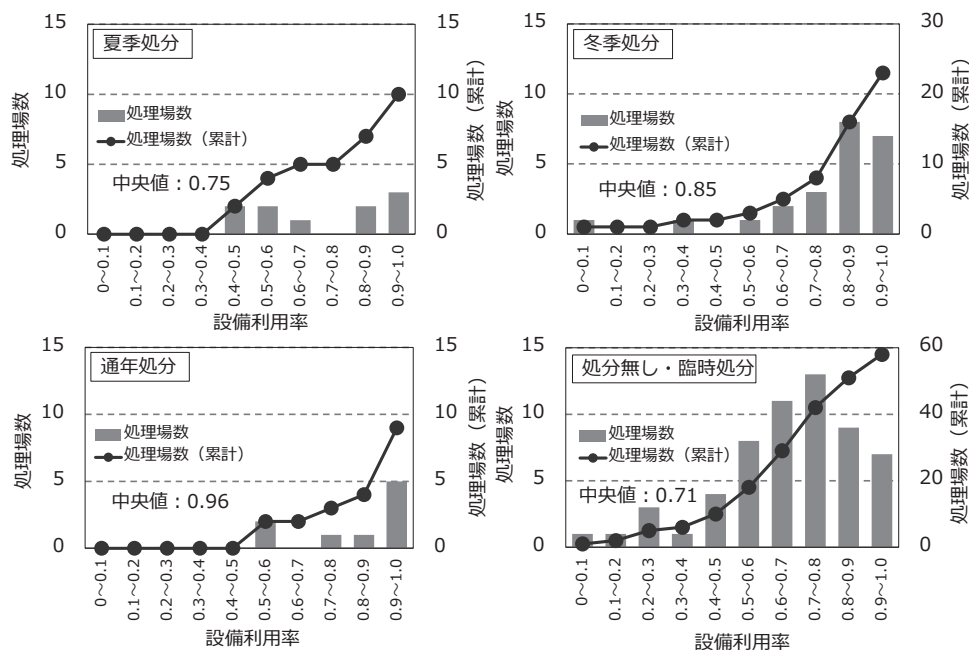 夏季処分
処理場数
処理場数（累計）
中央値：0.75
15
10
5
0
15
10
5
0
処理場数
処理場数（累計）
0～0.1
0.1～0.2
0.2～0.3
0.3～0.4
0.4～0.5
0.5～0.6
0.6～0.7
0.7～0.8
0.8～0.9
0.9～1.0
設備利用率
冬季処分
処理場数
処理場数（累計）
中央値：0.85
15
10
5
0
30
20
10
0
処理場数
処理場数（累計）
0～0.1
0.1～0.2
0.2～0.3
0.3～0.4
0.4～0.5
0.5～0.6
0.6～0.7
0.7～0.8
0.8～0.9
0.9～1.0
設備利用率
通年処分
処理場数
処理場数（累計）
中央値：0.96
15
10
5
0
15
10
5
0
処理場数
処理場数（累計）
0～0.1
0.1～0.2
0.2～0.3
0.3～0.4
0.4～0.5
0.5～0.6
0.6～0.7
0.7～0.8
0.8～0.9
0.9～1.0
設備利用率
処分無し・臨時処分
処理場数
処理場数（累計）
中央値：0.71
15
10
5
0
60
40
20
0
処理場数
処理場数（累計）
0～0.1
0.1～0.2
0.2～0.3
0.3～0.4
0.4～0.5
0.5～0.6
0.6～0.7
0.7～0.8
0.8～0.9
0.9～1.0
設備利用率